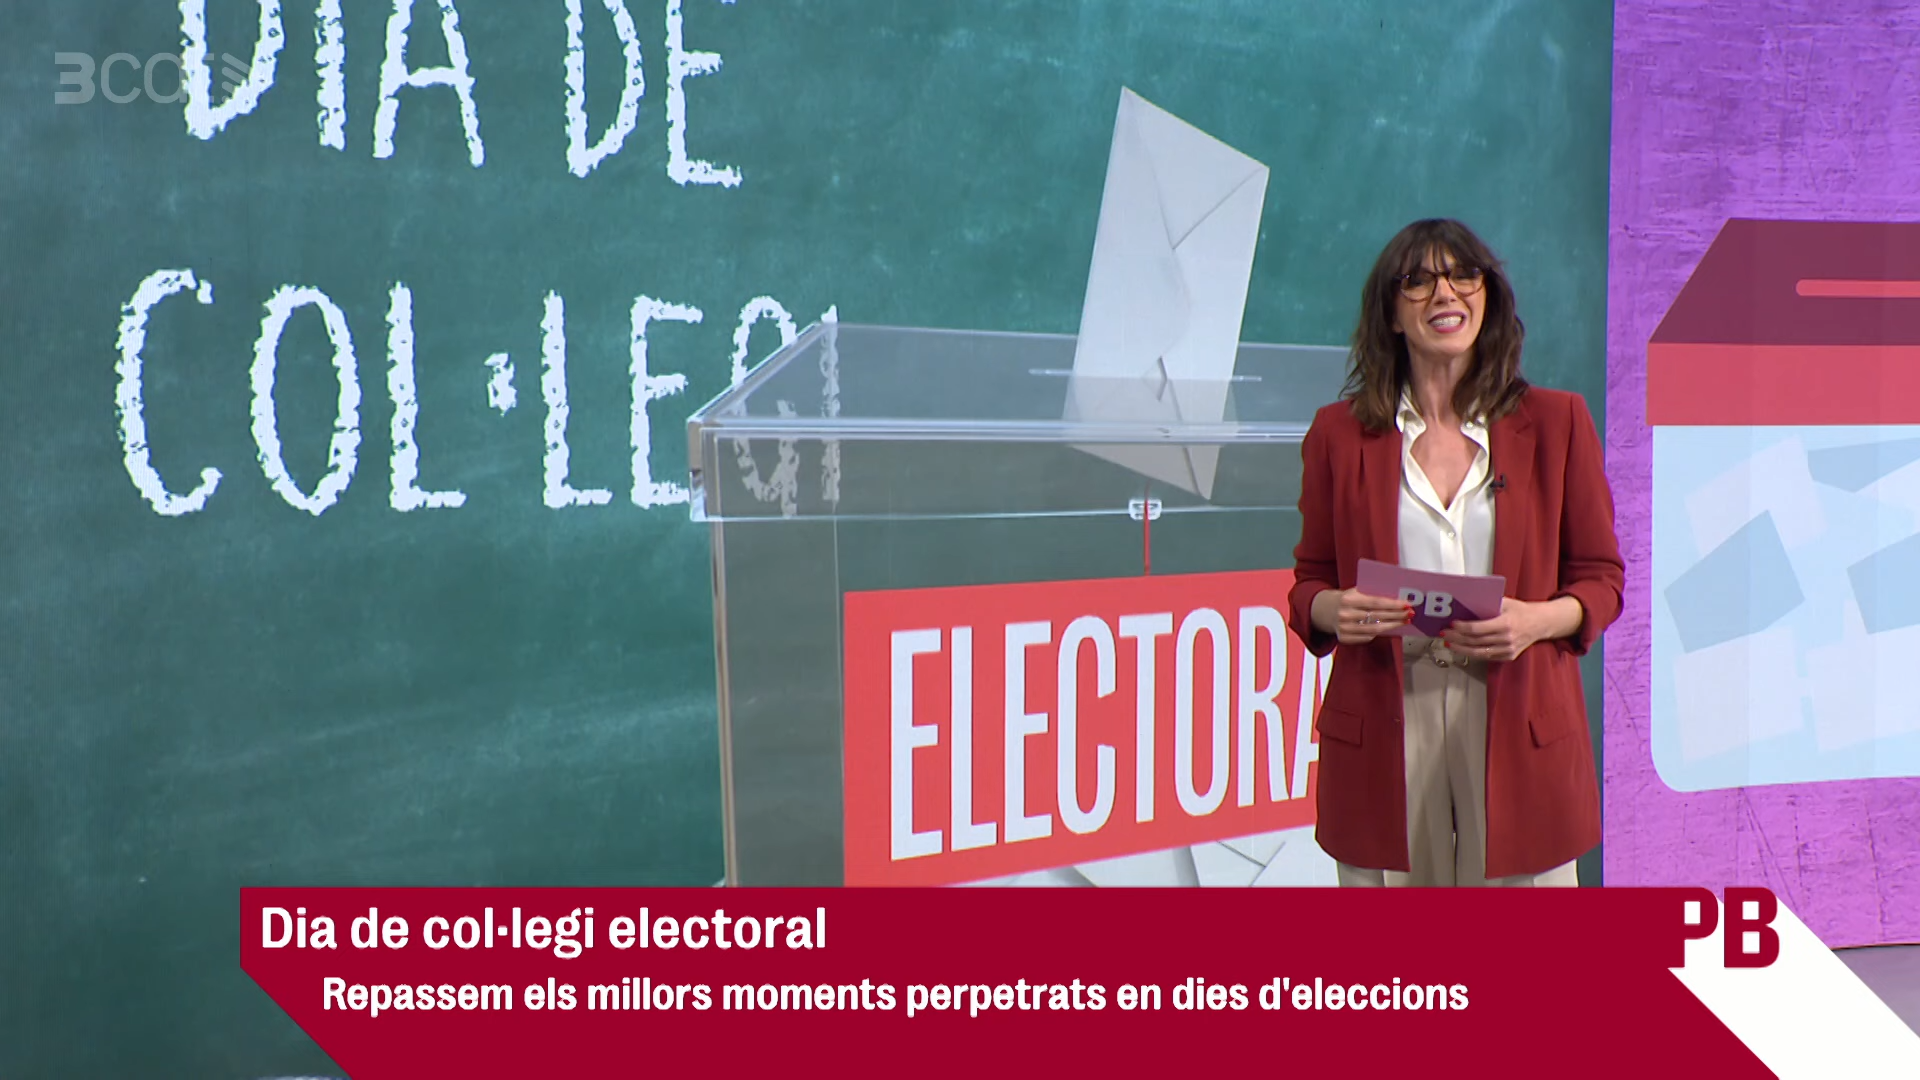 DIA DE
3cat
COL·LEGI
ELECTORA
PB
Dia de col·legi electoral
PB
Repassem els millors moments perpetrats en dies d'eleccions